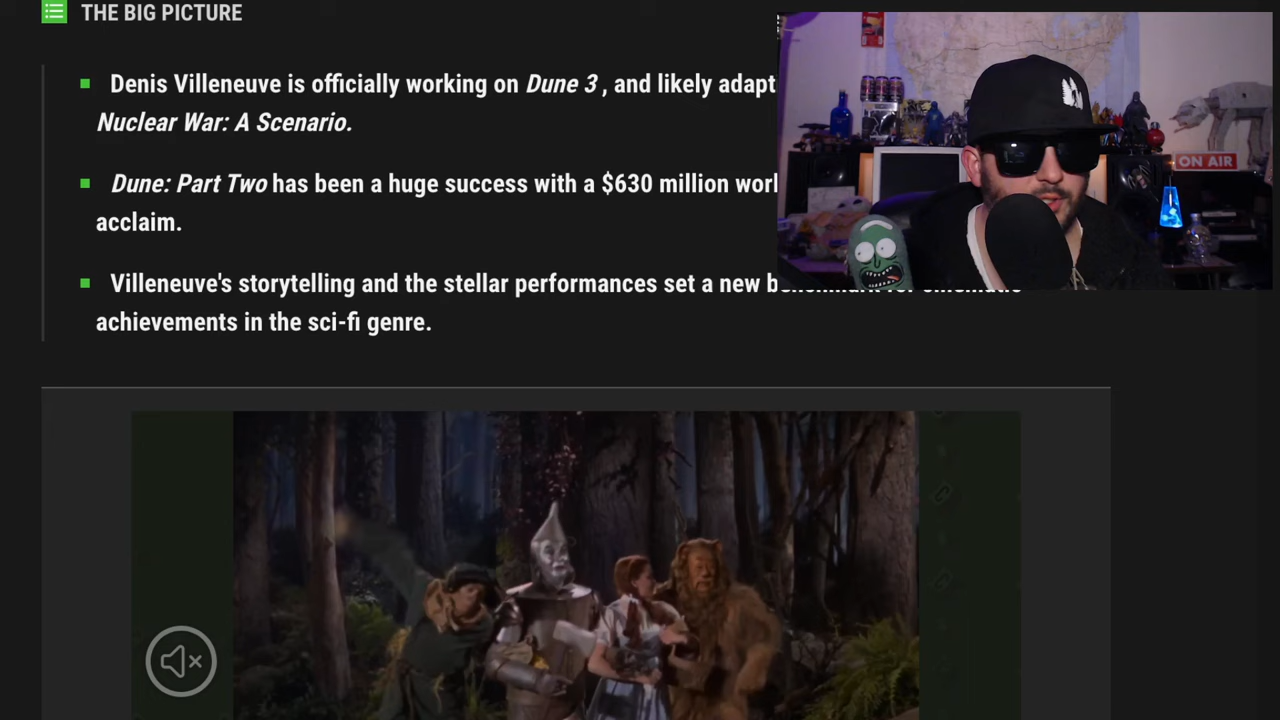 THE BIG PICTURE
Denis Villeneuve is officially working on Dune 3 , and likely adapt
Nuclear War: A Scenario.
Dune: Part Two has been a huge success with a $630 million
acclaim.
Villeneuve's storytelling and the stellar performances set a new
achievements in the sci-fi genre.
ON AIR